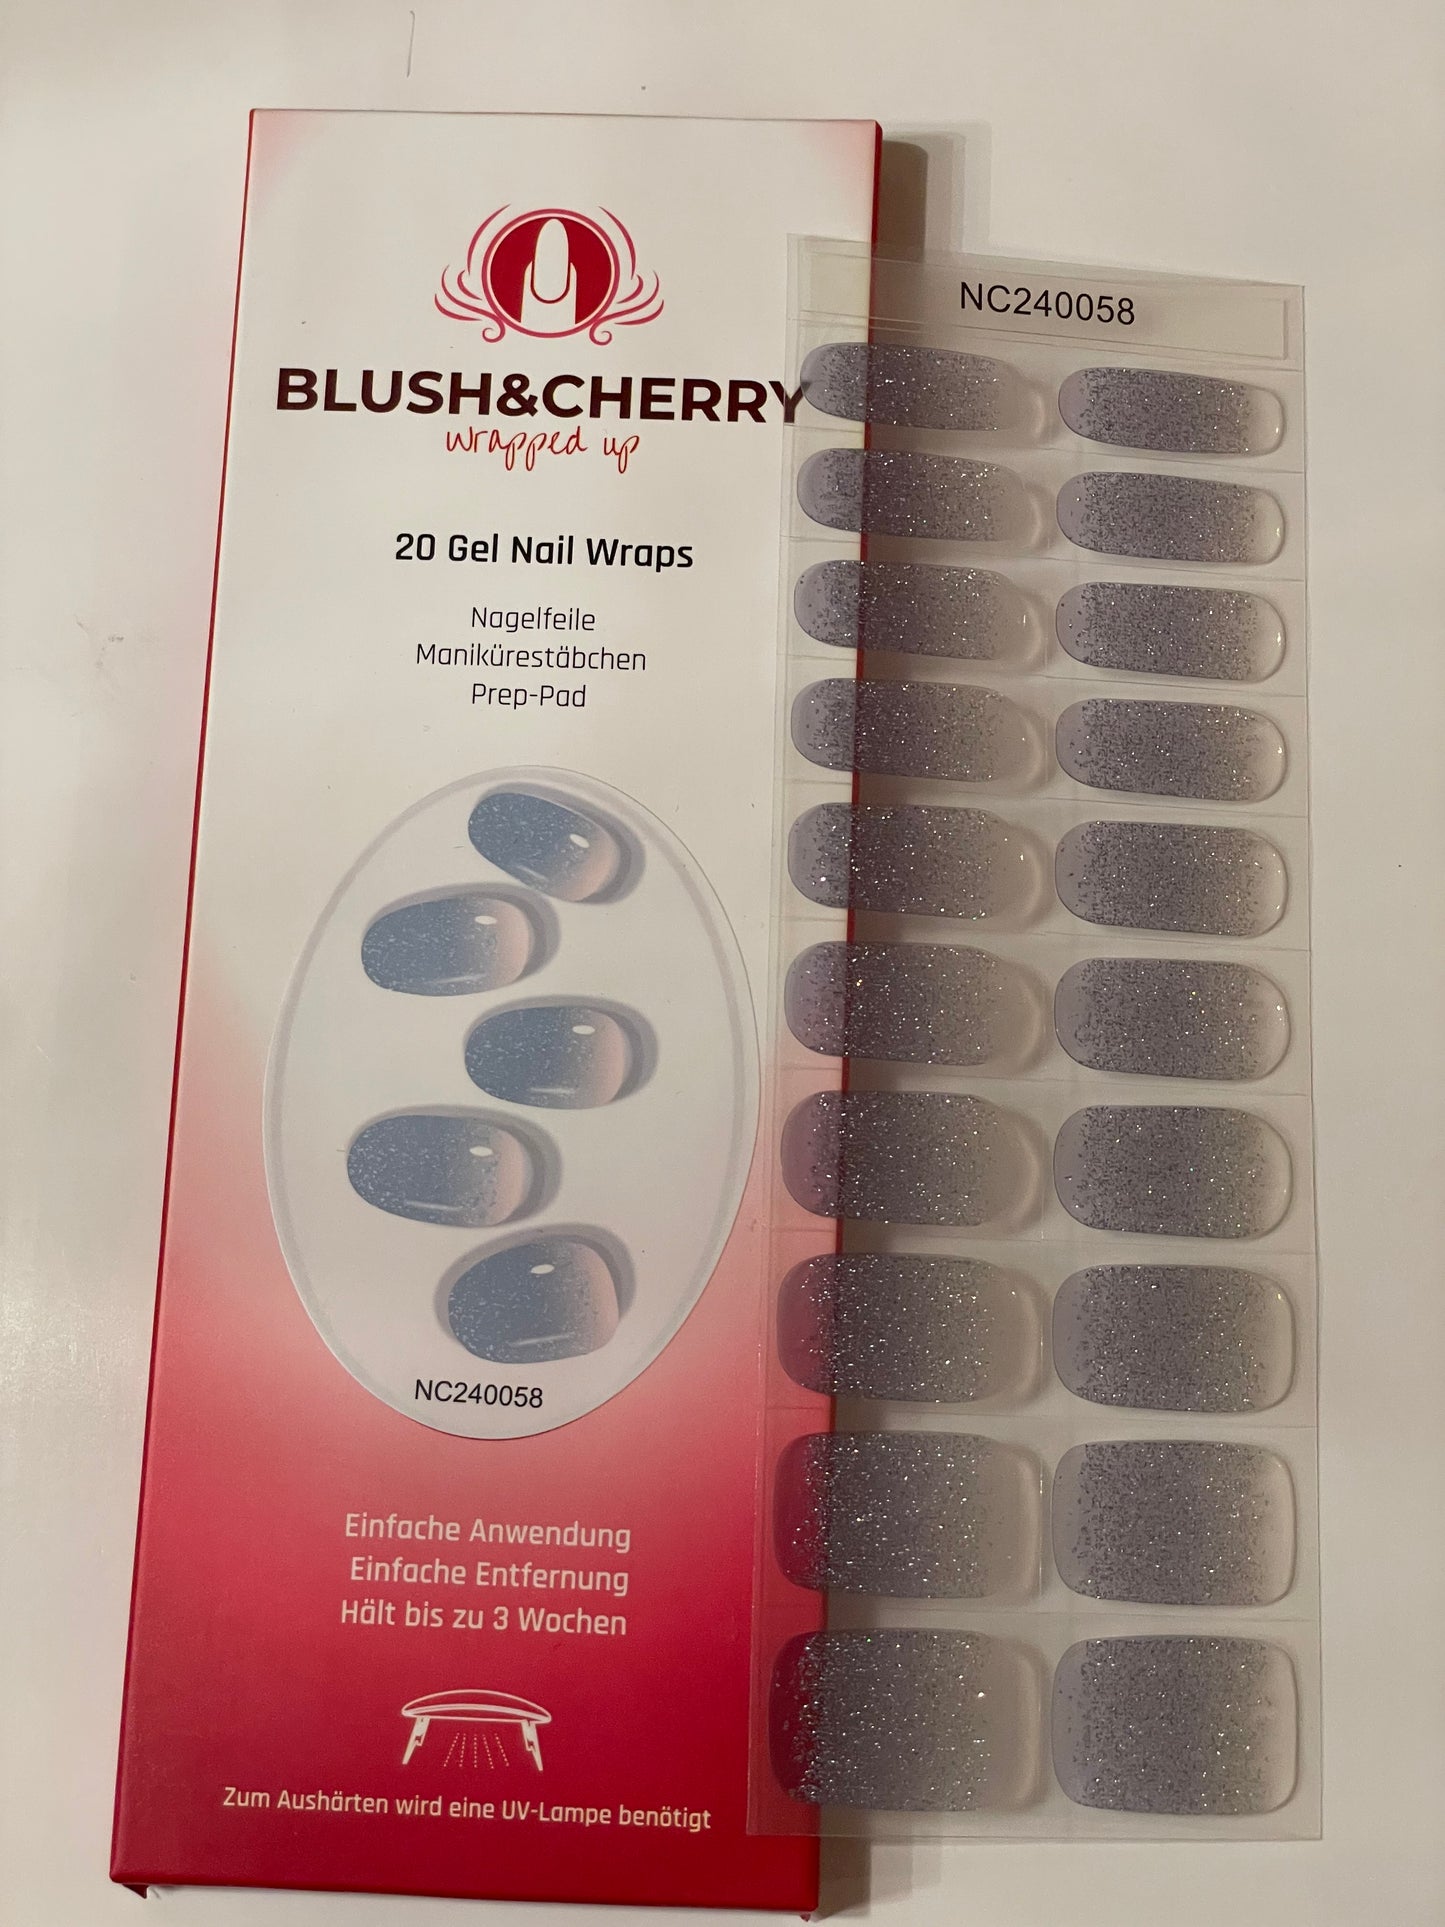 BLUSH&CHERRY
wrapped up
20 Gel Nail Wraps
Nagelfeile
Manikürestäbchen
Prep-Pad
NC240058
Einfache Anwendung
Einfache Entfernung
Hält bis zu 3 Wochen
Zum Aushärten wird eine UV-Lampe benötigt
NC240058